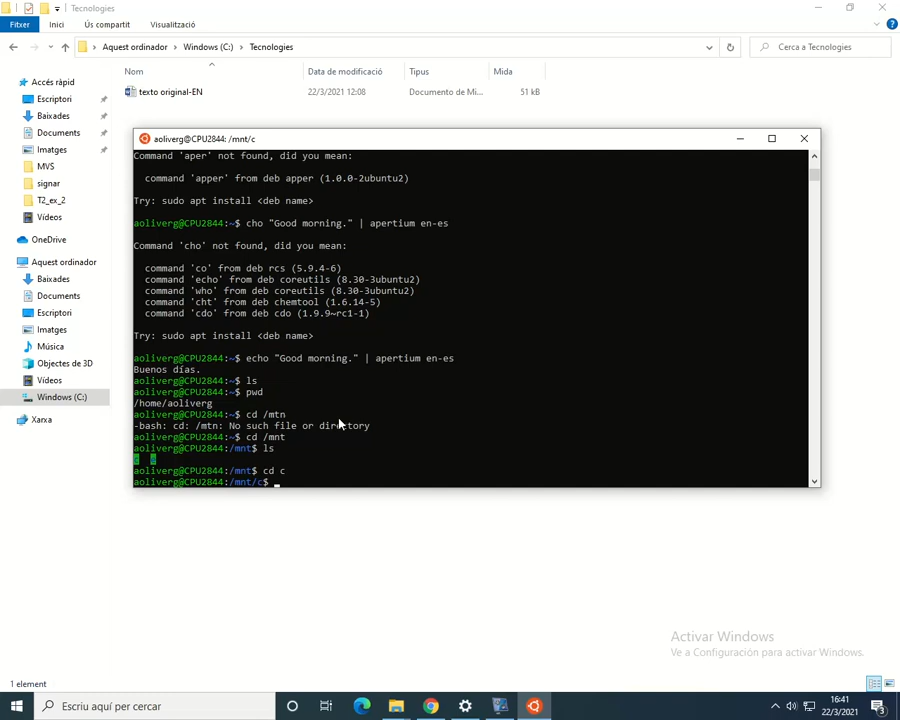 Tecnologies
Fitxer Inici Ús compartit Visualització
Aquest ordinador Windows (C:) Tecnologies
Cerca a Tecnologies
Nom Data de modificació Tipus Mida
texto original-EN 22/3/2021 12:08 Documento de Mi... 51 kB
Accés ràpid
Escriptori
Baixades
Documents
Imatges
MVS
signar
T2_ex_2
Vídeos
OneDrive
Aquest ordinador
Baixades
Documents
Escriptori
Imatges
Música
Objectes de 3D
Vídeos
Windows (C:)
Xarxa
aoliverg@CPU2844: /mnt/c
Command 'aper' not found, did you mean:
command 'apper' from deb apper (1.0.0-2ubuntu2)
Try: sudo apt install <deb name>
aoliverg@CPU2844:~$ cho "Good morning." | apertium en-es
Command 'cho' not found, did you mean:
command 'co' from deb rcs (5.9.4-6)
command 'echo' from deb coreutils (8.30-3ubuntu2)
command 'who' from deb coreutils (8.30-3ubuntu2)
command 'cht' from deb chemtool (1.6.14-5)
command 'cdo' from deb cdo (1.9.9~rc1-1)
Try: sudo apt install <deb name>
aoliverg@CPU2844:~$ echo "Good morning." | apertium en-es
Buenos días.
aoliverg@CPU2844:~$ ls
aoliverg@CPU2844:~$ pwd
/home/aoliverg
aoliverg@CPU2844:~$ cd /mtn
-bash: cd: /mtn: No such file or directory
aoliverg@CPU2844:~$ cd /mnt
aoliverg@CPU2844:/mnt$ ls
aoliverg@CPU2844:/mnt$ cd c
aoliverg@CPU2844:/mnt/c$
Activar Windows
Ve a Configuración para activar Windows.
1 element
Escriu aquí per cercar
16:41
22/3/2021
3